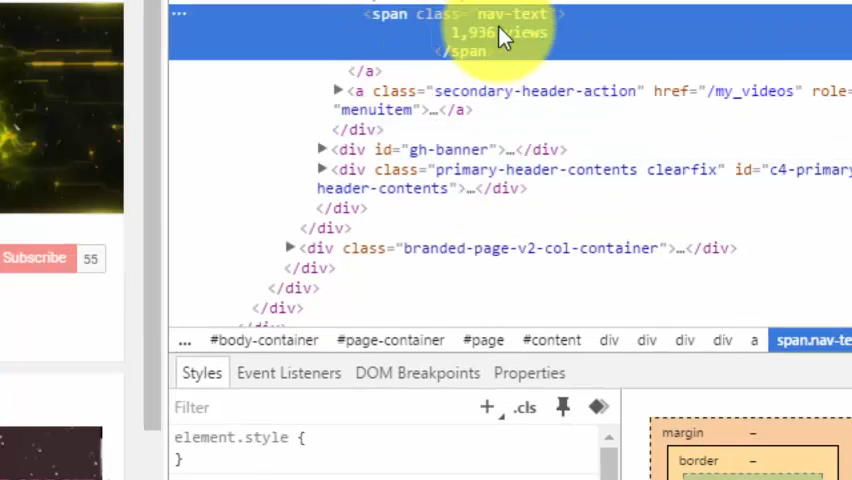 <span class="nav-text">
1,936 views
</span>
</a>
<a class="secondary-header-action" href="/my_videos" role=
"menuitem">…</a>
</div>
<div id="gh-banner">…</div>
<div class="primary-header-contents clearfix" id="c4-primary
header-contents">…</div>
</div>
</div>
Subscribe 55
<div class="branded-page-v2-col-container">…</div>
</div>
</div>
</div>
... #body-container #page-container #page #content div div div div a span.nav-te
Styles Event Listeners DOM Breakpoints Properties
Filter + .cls
element.style {
}
margin –
border –